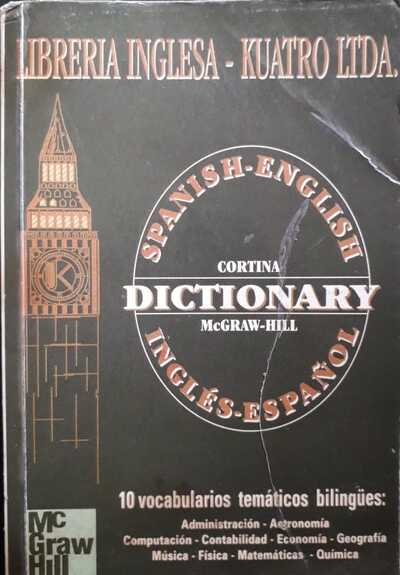 LIBRERIA INGLESA - KUATRO LTDA.
SPANISH-ENGLISH
CORTINA
DICTIONARY
McGRAW-HILL
INGLÉS-ESPAÑOL
K
10 vocabularios temáticos bilingües:
Administración - Agronomía
Computación - Contabilidad - Economía - Geografía
Música - Física - Matemáticas - Química
Mc
Graw
Hill